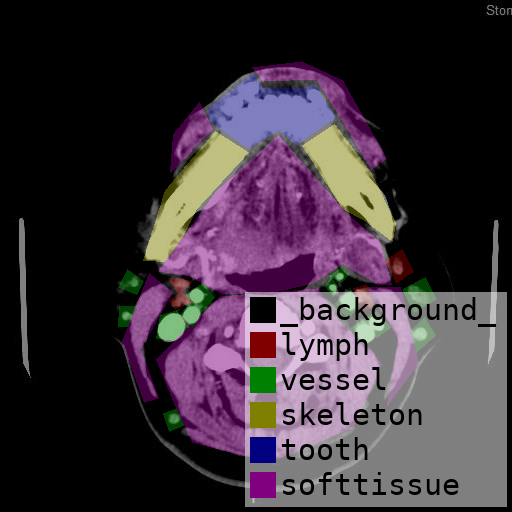 Ston
_background_
lymph
vessel
skeleton
tooth
softtissue